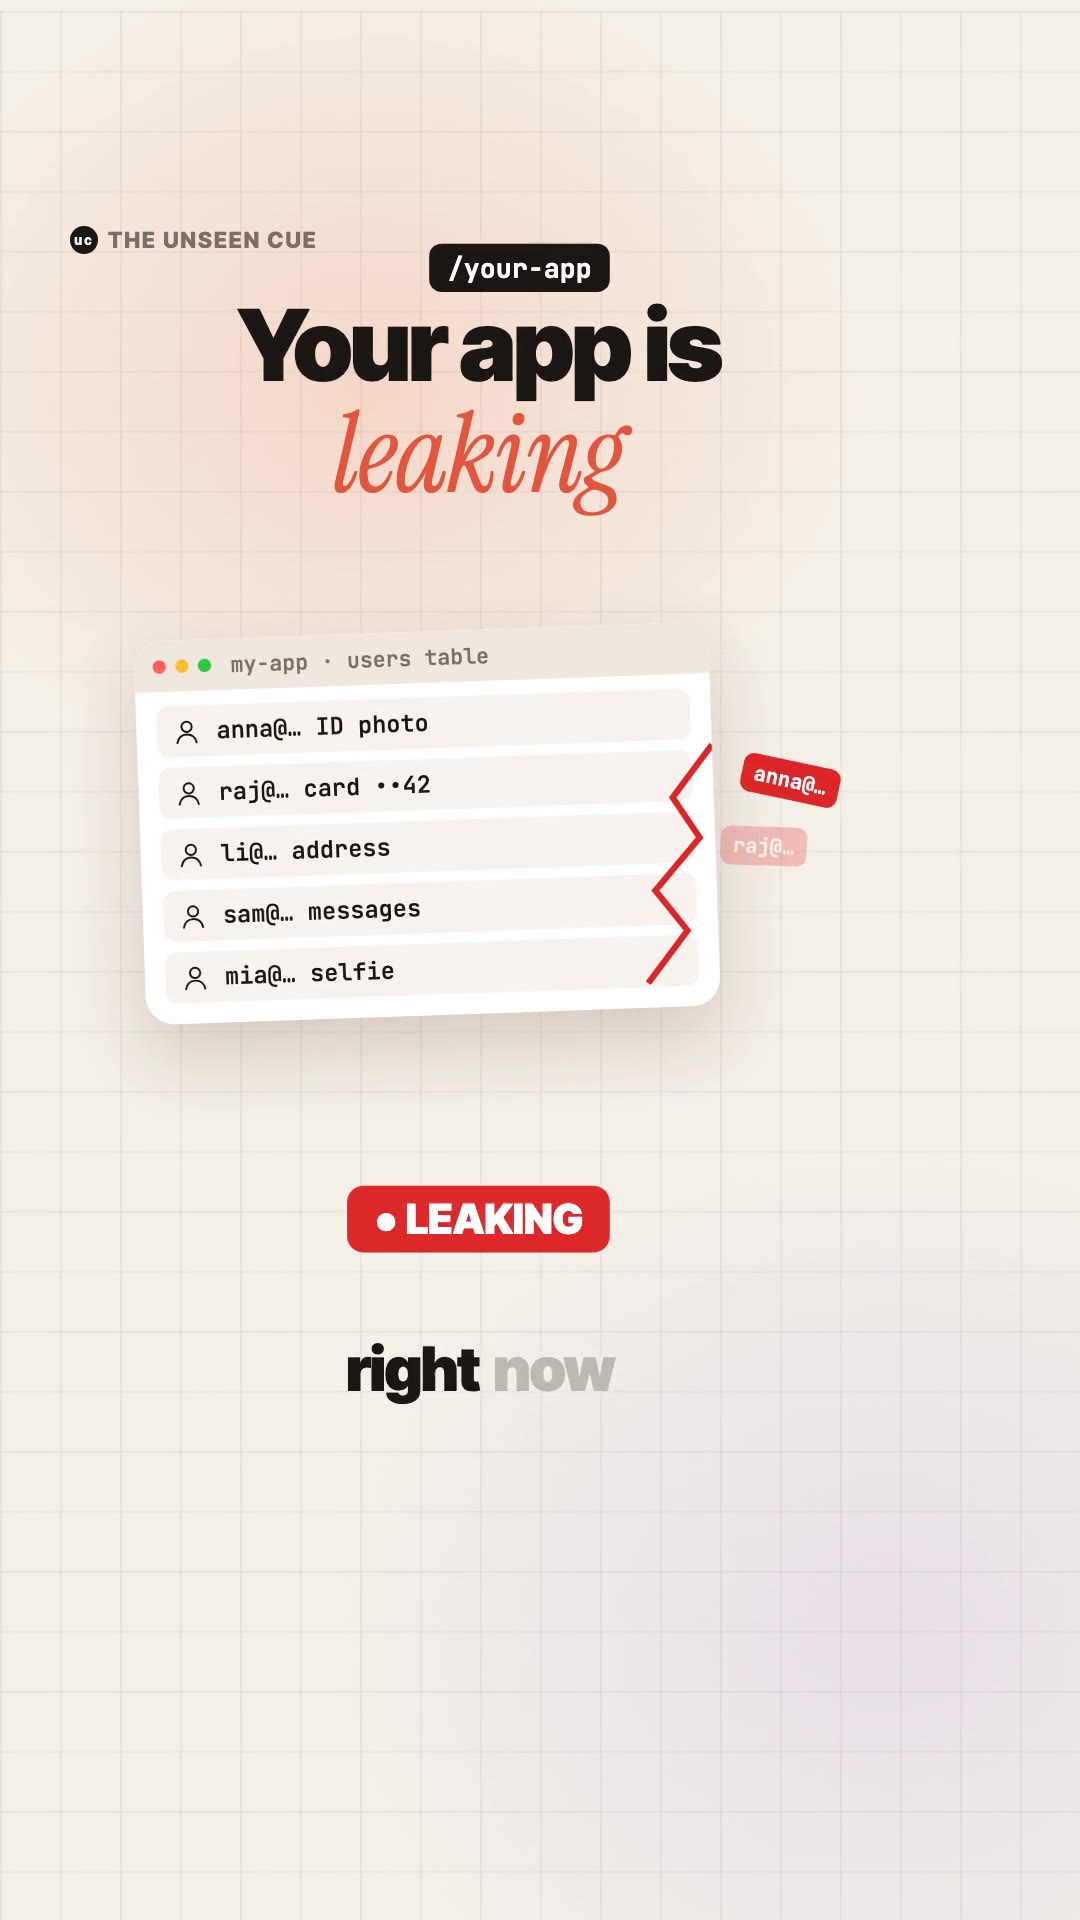 uc THE UNSEEN CUE
/your-app
Your app is
leaking
my-app · users table
anna@… ID photo
raj@… card ••42
li@… address
sam@… messages
mia@… selfie
anna@…
raj@…
• LEAKING
right now